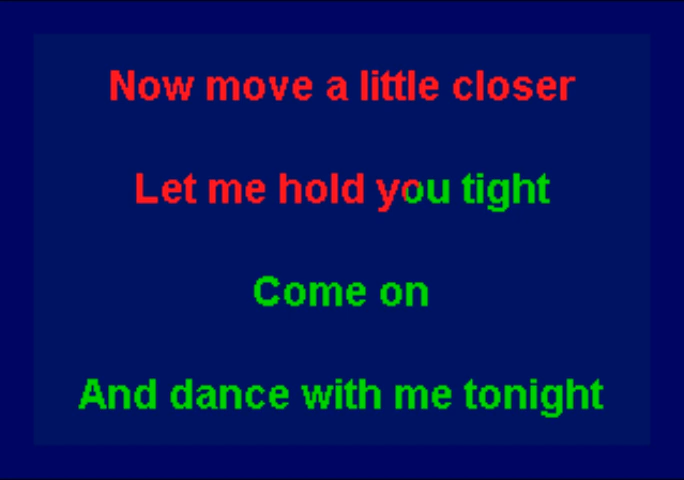 Now move a little closer
Let me hold you tight
Come on
And dance with me tonight